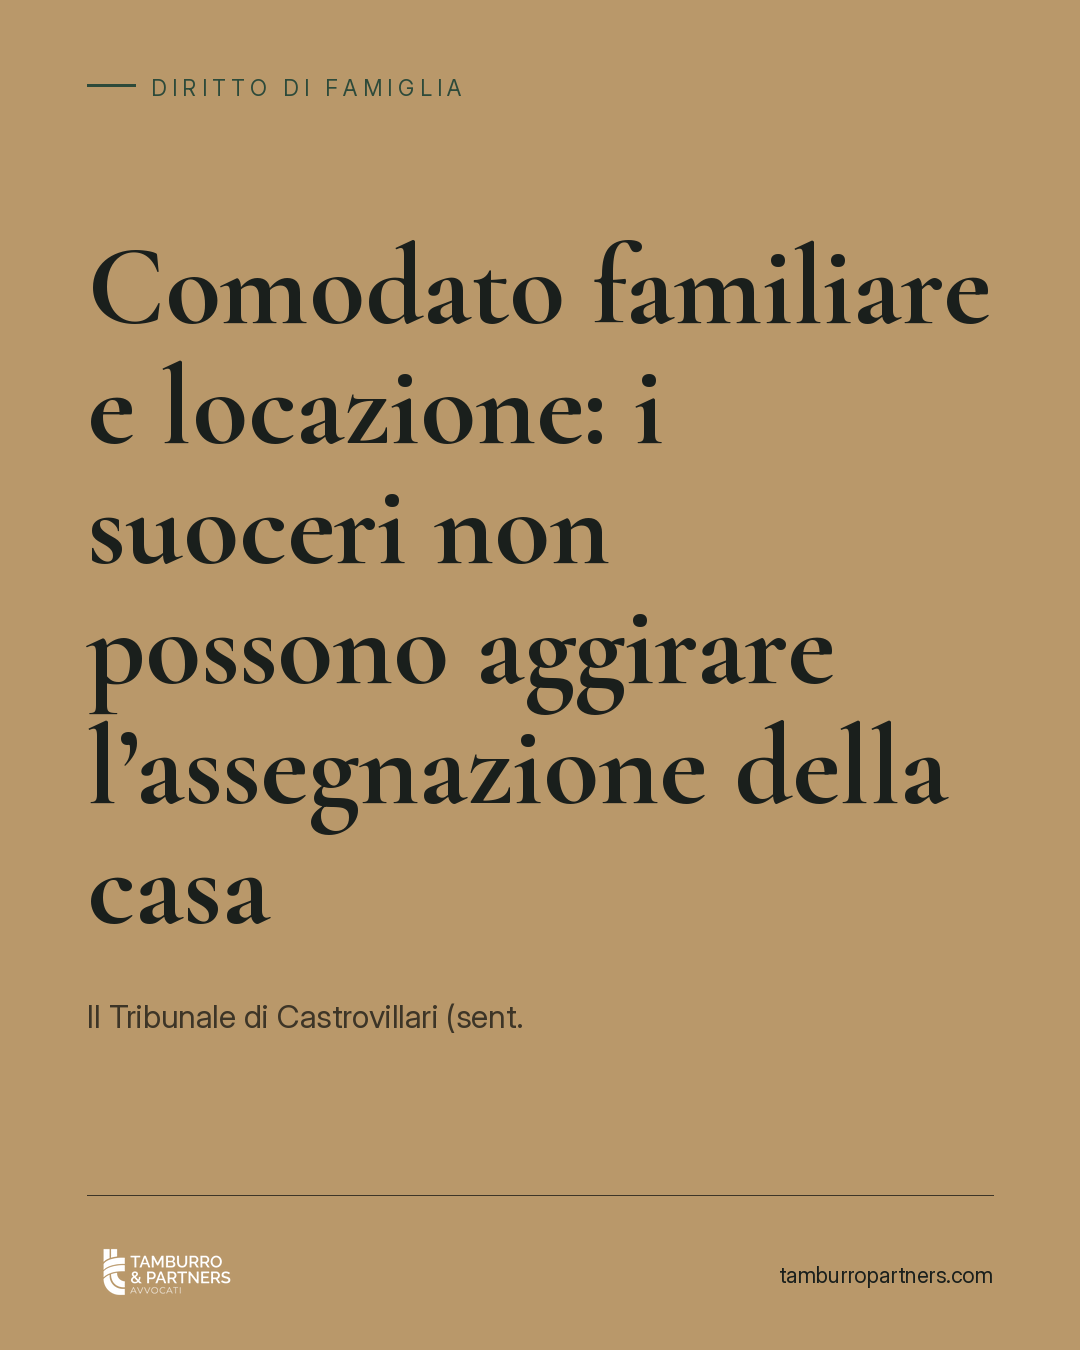 DIRITTO DI FAMIGLIA
Comodato familiare
e locazione: i
suoceri non
possono aggirare
l’assegnazione della
casa
Il Tribunale di Castrovillari (sent.
TAMBURRO
& PARTNERS
AVVOCATI
tamburropartners.com